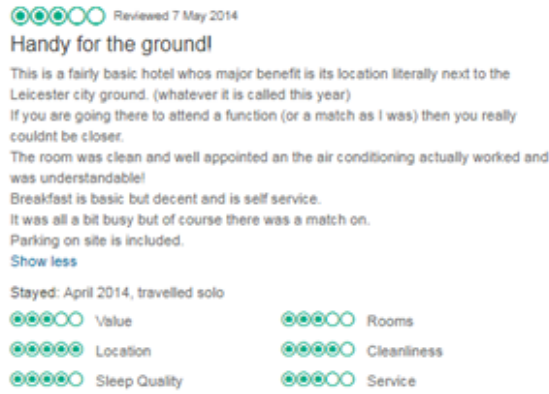 Reviewed 7 May 2014
Handy for the ground!
This is a fairly basic hotel whos major benefit is its location literally next to the
Leicester city ground. (whatever it is called this year)
If you are going there to attend a function (or a match as I was) then you really
couldnt be closer.
The room was clean and well appointed an the air conditioning actually worked and
was understandable!
Breakfast is basic but decent and is self service.
It was all a bit busy but of course there was a match on.
Parking on site is included.
Show less
Stayed: April 2014, travelled solo
Value Rooms
Location Cleanliness
Sleep Quality Service